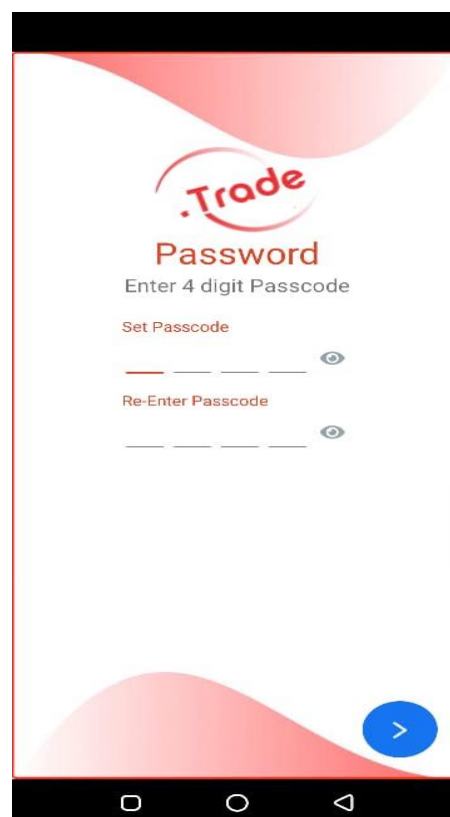 .Trade
Password
Enter 4 digit Passcode
Set Passcode
Re-Enter Passcode